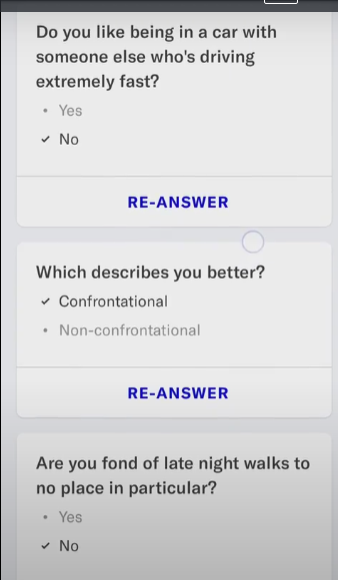 Do you like being in a car with
someone else who's driving
extremely fast?
Yes
No
RE-ANSWER
Which describes you better?
Confrontational
Non-confrontational
RE-ANSWER
Are you fond of late night walks to
no place in particular?
Yes
No